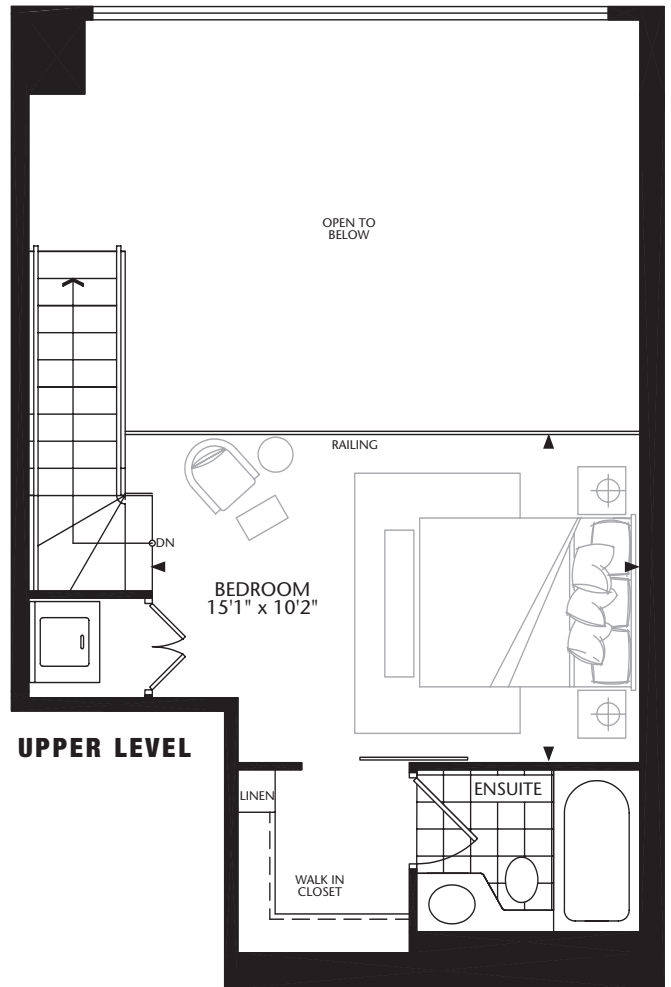 OPEN TO
BELOW
RAILING
DN
BEDROOM
15'1" x 10'2"
UPPER LEVEL
LINEN
ENSUITE
WALK IN
CLOSET